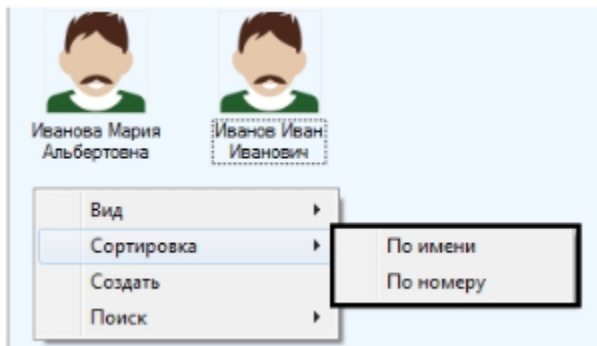 Иванова Мария
Альбертовна
Иванов Иван
Иванович
Вид
Сортировка
По имени
Создать
По номеру
Поиск